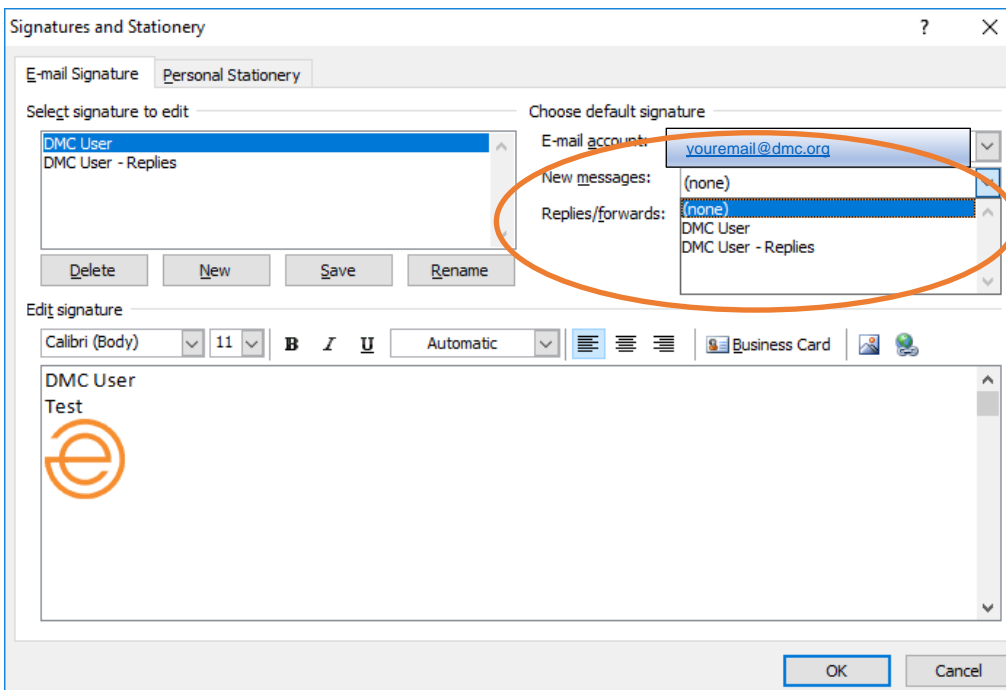 Signatures and Stationery ?
E-mail Signature Personal Stationery
Select signature to edit
DMC User
DMC User - Replies
Delete New Save Rename
Choose default signature
E-mail account: youremail@dmc.org
New messages: (none)
Replies/forwards: (none)
DMC User
DMC User - Replies
Edit signature
Calibri (Body) 11 B I U Automatic Business Card
DMC User
Test
OK Cancel